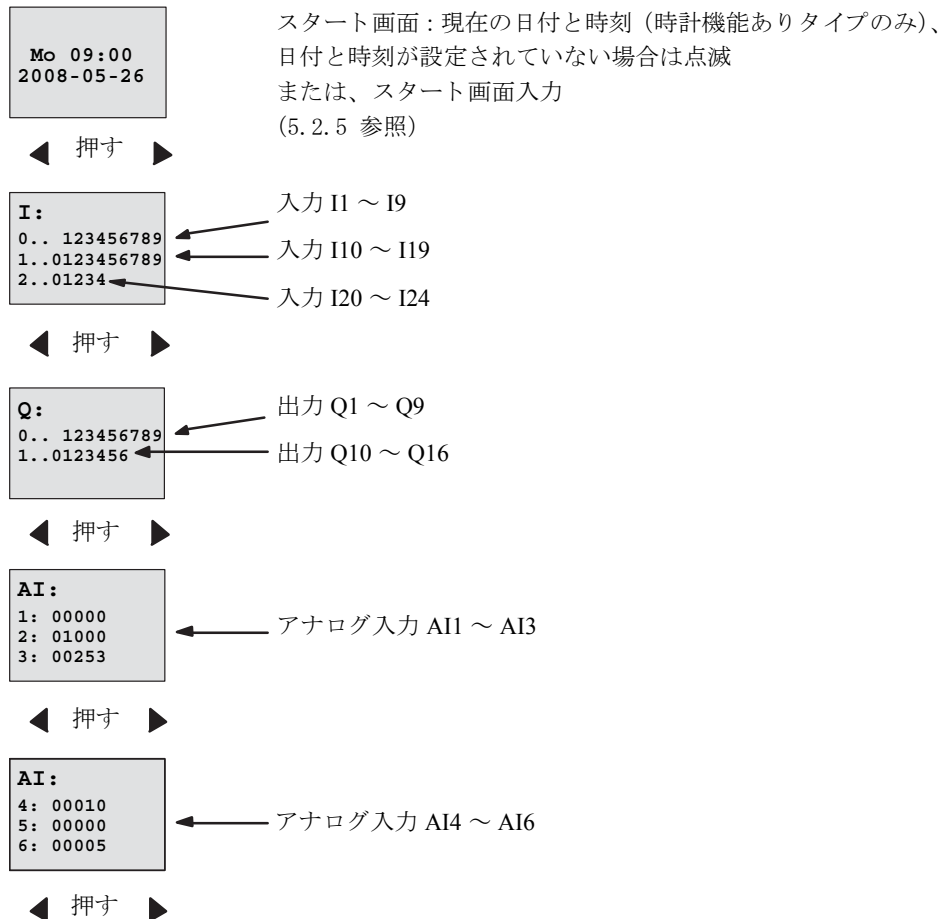 Mo 09:00
2008-05-26
スタート画面：現在の日付と時刻（時計機能ありタイプのみ）、
日付と時刻が設定されていない場合は点滅
または、スタート画面入力
(5.2.5 参照)
◀ 押す ▶
I:
0.. 123456789
1..0123456789
2..01234
入力 I1 ～ I9
入力 I10 ～ I19
入力 I20 ～ I24
◀ 押す ▶
Q:
0.. 123456789
1..0123456
出力 Q1 ～ Q9
出力 Q10 ～ Q16
◀ 押す ▶
AI:
1: 00000
2: 01000
3: 00253
アナログ入力 AI1 ～ AI3
◀ 押す ▶
AI:
4: 00010
5: 00000
6: 00005
アナログ入力 AI4 ～ AI6
◀ 押す ▶